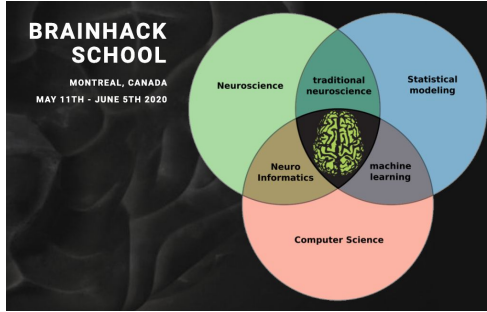 BRAINHACK
SCHOOL
MONTREAL, CANADA
MAY 11TH - JUNE 5TH 2020
Neuroscience
traditional
neuroscience
Statistical
modeling
Neuro
Informatics
machine
learning
Computer Science